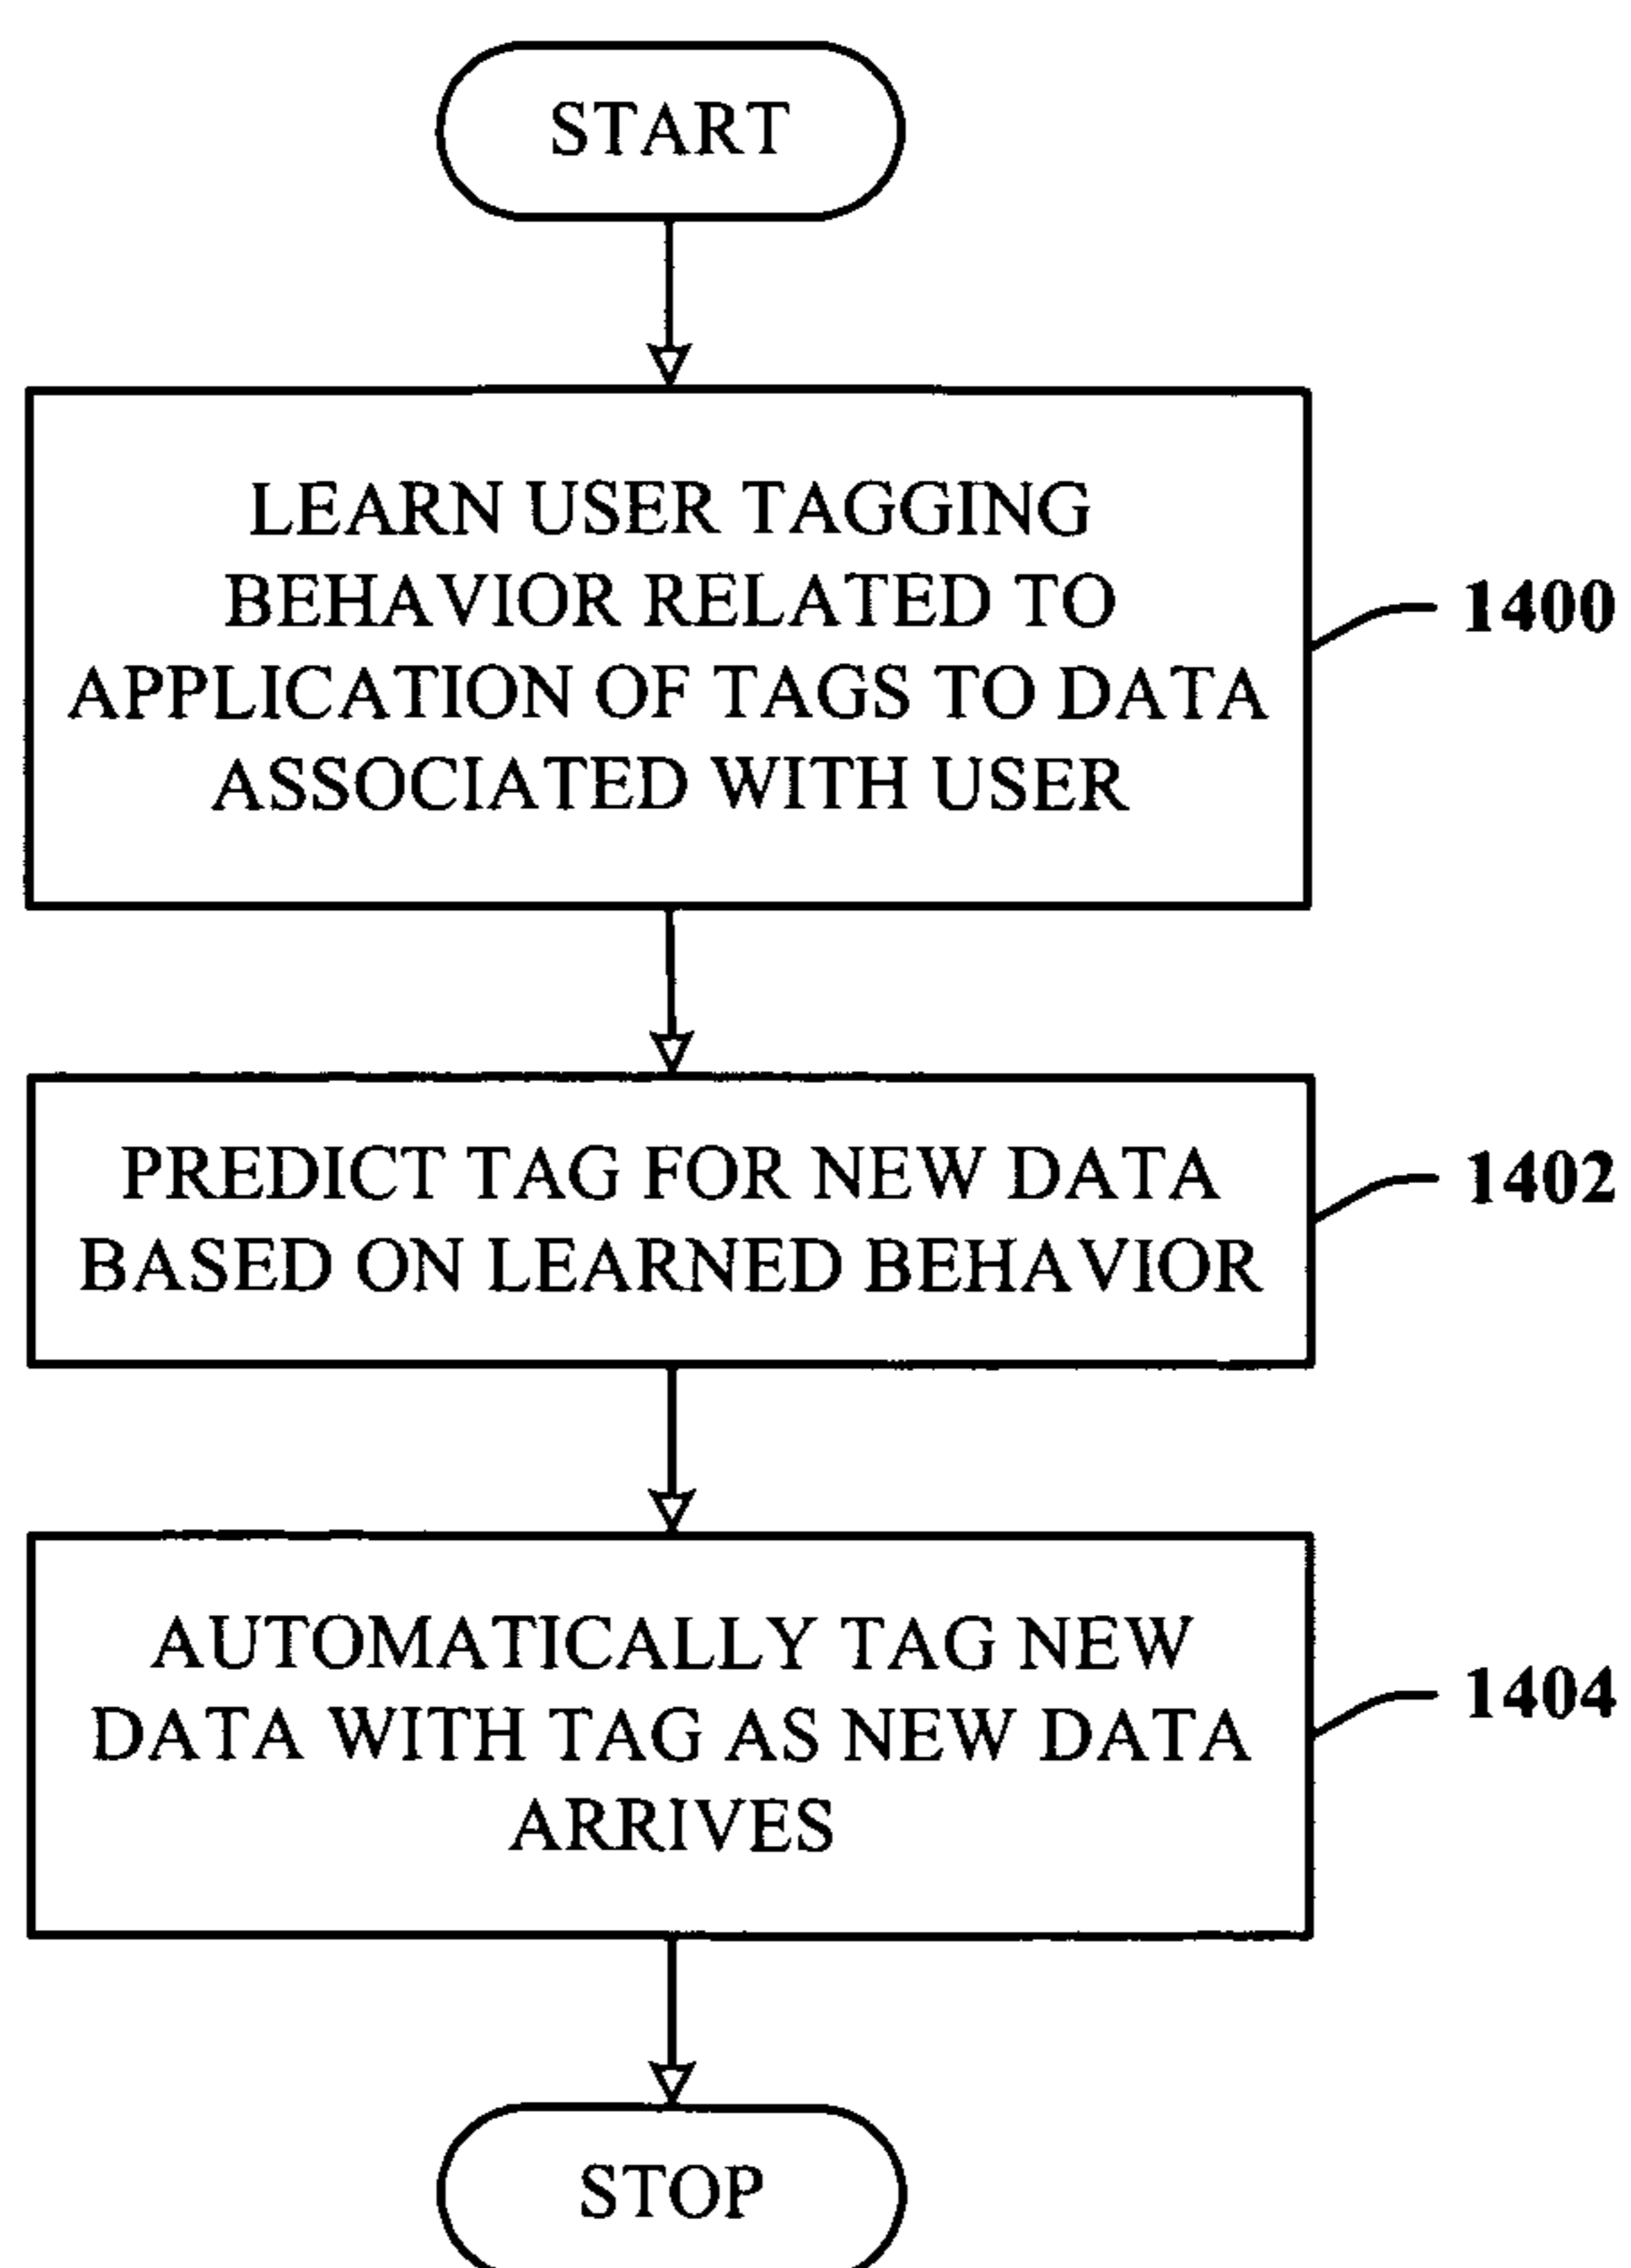 START
LEARN USER TAGGING
BEHAVIOR RELATED TO
APPLICATION OF TAGS TO DATA
ASSOCIATED WITH USER
1400
PREDICT TAG FOR NEW DATA
BASED ON LEARNED BEHAVIOR
1402
AUTOMATICALLY TAG NEW
DATA WITH TAG AS NEW DATA
ARRIVES
1404
STOP